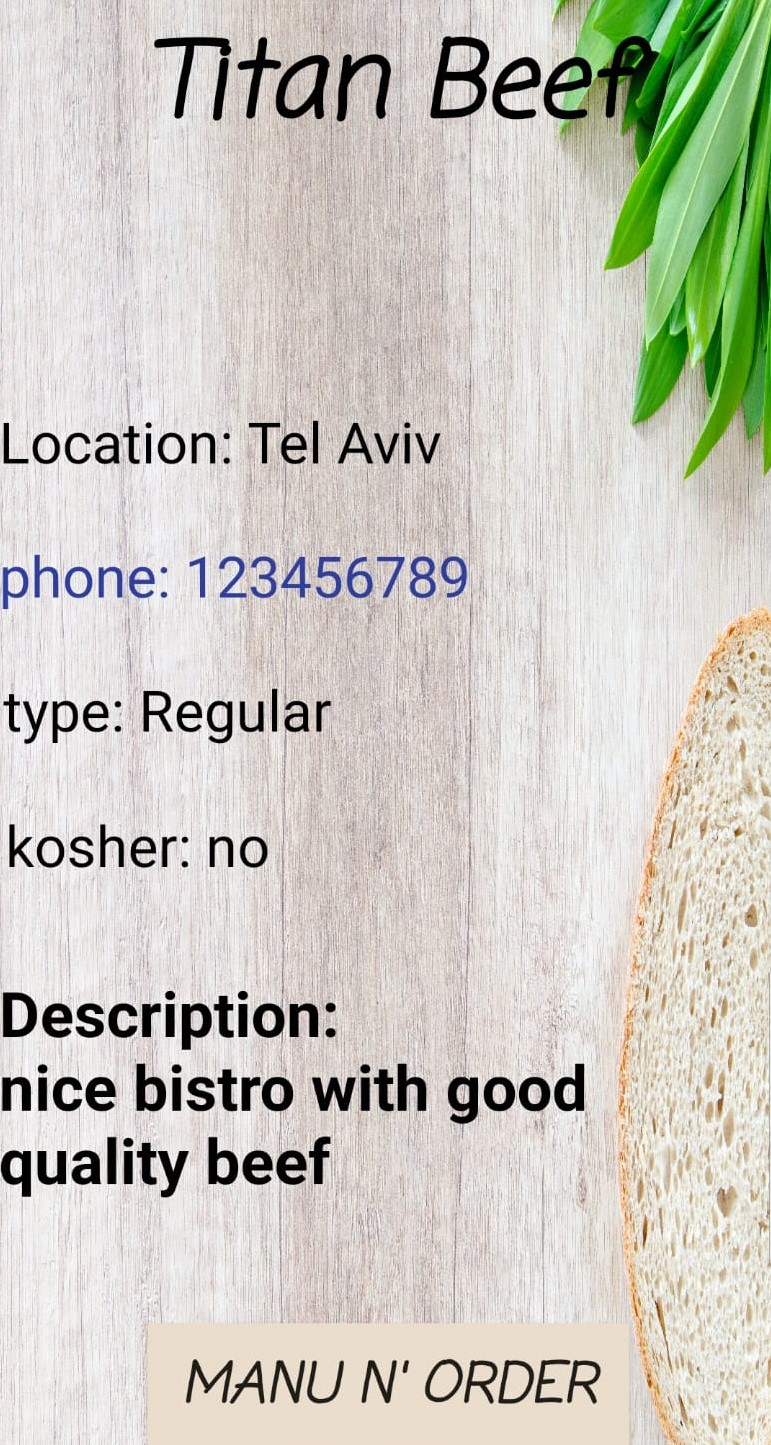 Titan Beef
Location: Tel Aviv
phone: 123456789
type: Regular
kosher: no
Description:
nice bistro with good
quality beef
MANU N' ORDER